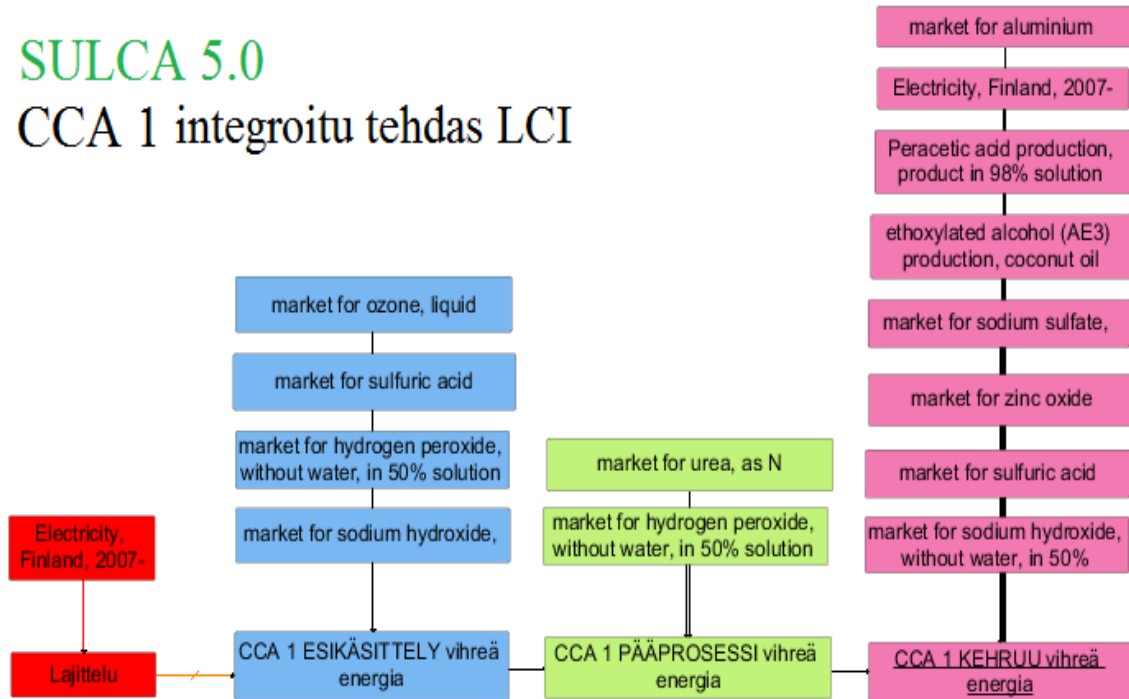 SULCA 5.0
CCA 1 integroitu tehdas LCI
market for aluminium
Electricity, Finland, 2007-
Peracetic acid production,
product in 98% solution
ethoxylated alcohol (AE3)
production, coconut oil
market for sodium sulfate,
market for zinc oxide
market for sulfuric acid
market for sodium hydroxide,
without water, in 50%
CCA 1 KEHRUU vihreä
energia
market for ozone, liquid
market for sulfuric acid
market for hydrogen peroxide,
without water, in 50% solution
market for sodium hydroxide,
CCA 1 ESIKÄSITTELY vihreä
energia
market for urea, as N
market for hydrogen peroxide,
without water, in 50% solution
CCA 1 PÄÄPROSESSI vihreä
energia
Electricity,
Finland, 2007-
Lajittelu